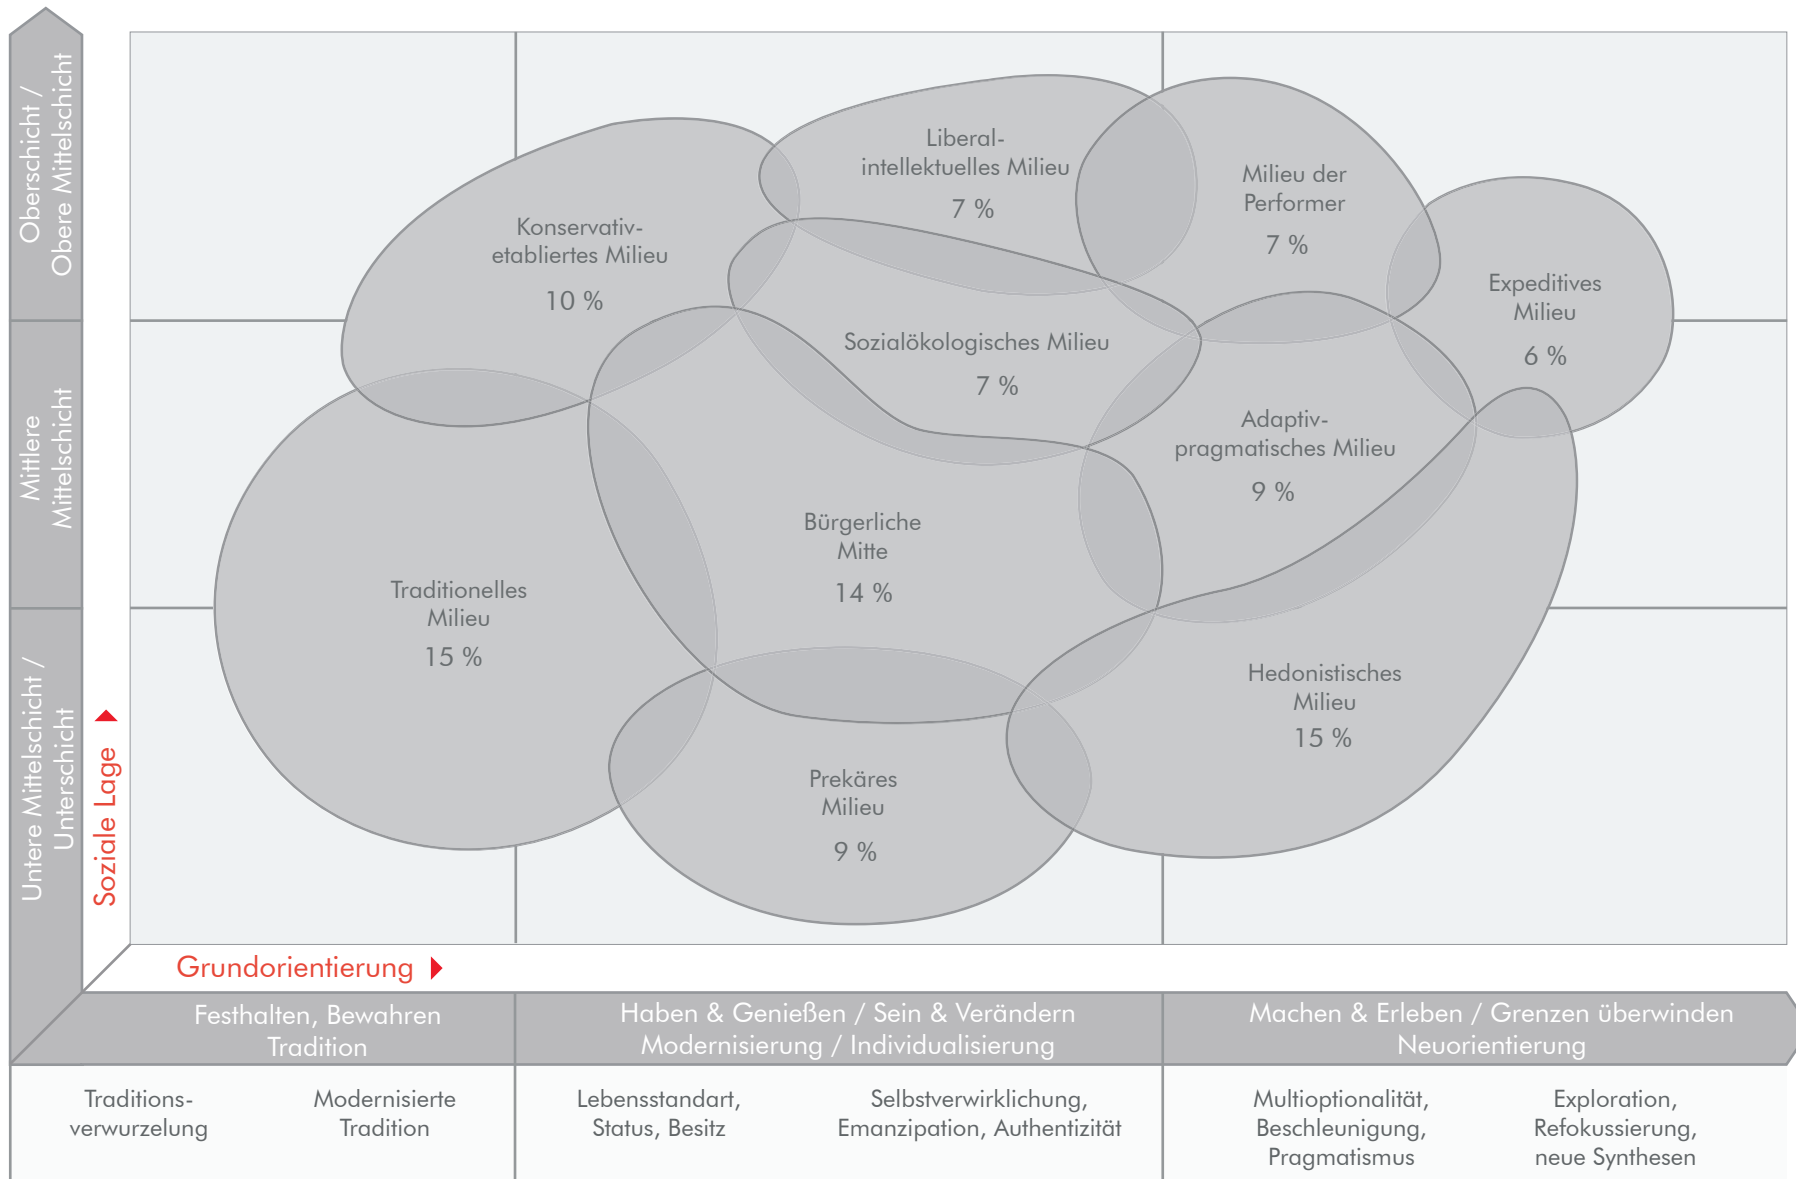 Oberschicht /
Obere Mittelschicht
Mittlere
Mittelschicht
Untere Mittelschicht /
Unterschicht
Soziale Lage
Liberal-
intellektuelles Milieu
7 %
Milieu der
Performer
7 %
Konservativ-
etabliertes Milieu
10 %
Expeditives
Milieu
6 %
Sozialökologisches Milieu
7 %
Adaptiv-
pragmatisches Milieu
9 %
Bürgerliche
Mitte
14 %
Traditionelles
Milieu
15 %
Hedonistisches
Milieu
15 %
Prekäres
Milieu
9 %
Grundorientierung
Festhalten, Bewahren
Tradition
Haben & Genießen / Sein & Verändern
Modernisierung / Individualisierung
Machen & Erleben / Grenzen überwinden
Neuorientierung
Traditions-
verwurzelung
Modernisierte
Tradition
Lebensstandart,
Status, Besitz
Selbstverwirklichung,
Emanzipation, Authentizität
Multioptionalität,
Beschleunigung,
Pragmatismus
Exploration,
Refokussierung,
neue Synthesen